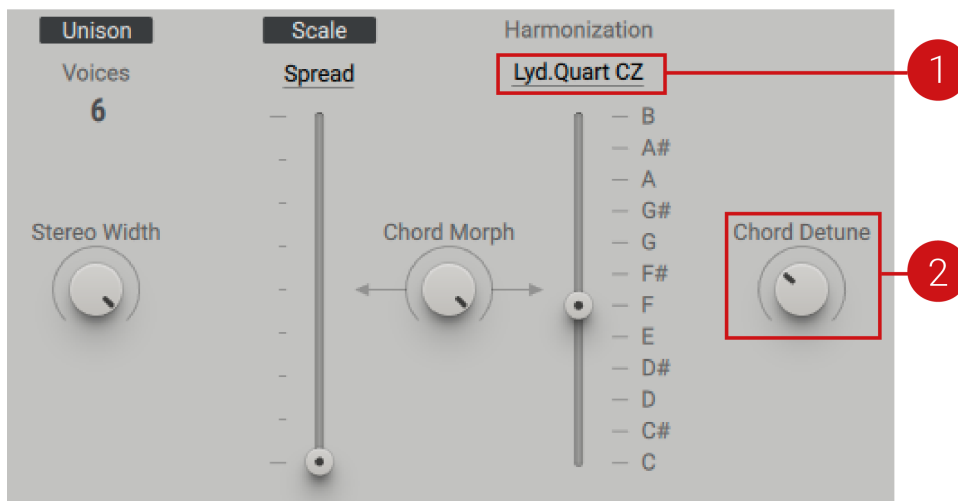 Unison
Scale
Harmonization
Voices
Spread
Lyd.Quart CZ
1
6
B
A#
A
G#
Stereo Width
Chord Morph
G
Chord Detune
F#
2
F
E
D#
D
C#
C